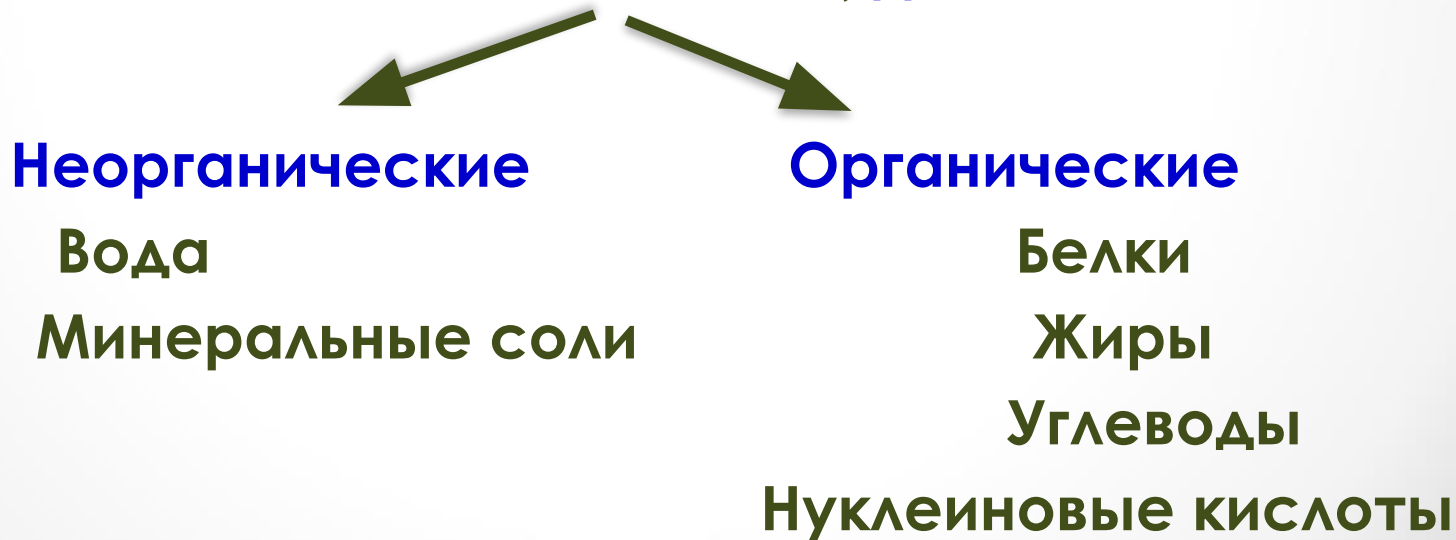 Неорганические Органические
Вода Белки
Минеральные соли Жиры
Углеводы
Нуклеиновые кислоты